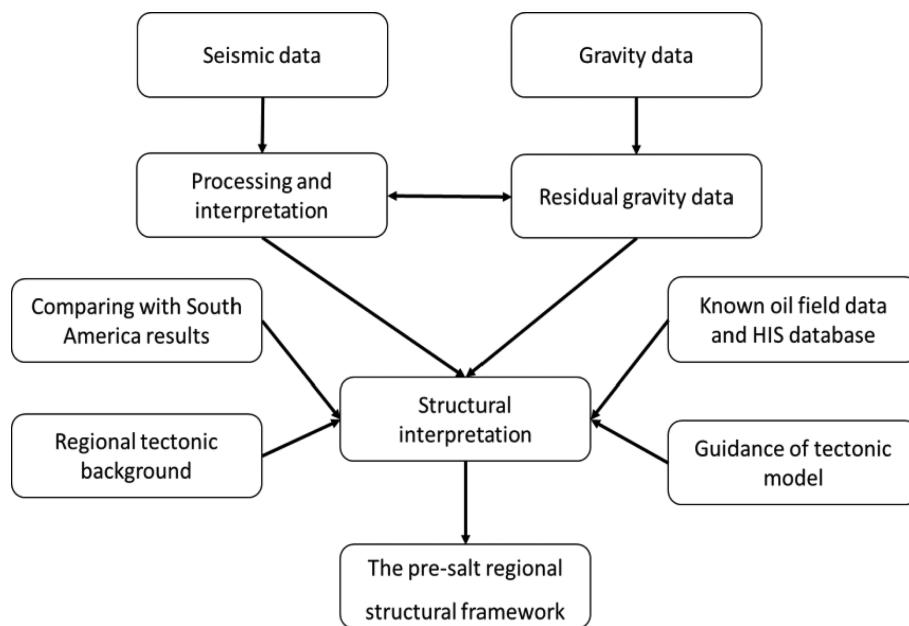 Seismic data
Gravity data
Processing and
interpretation
Residual gravity data
Comparing with South
America results
Known oil field data
and HIS database
Structural
interpretation
Regional tectonic
background
Guidance of tectonic
model
The pre-salt regional
structural framework